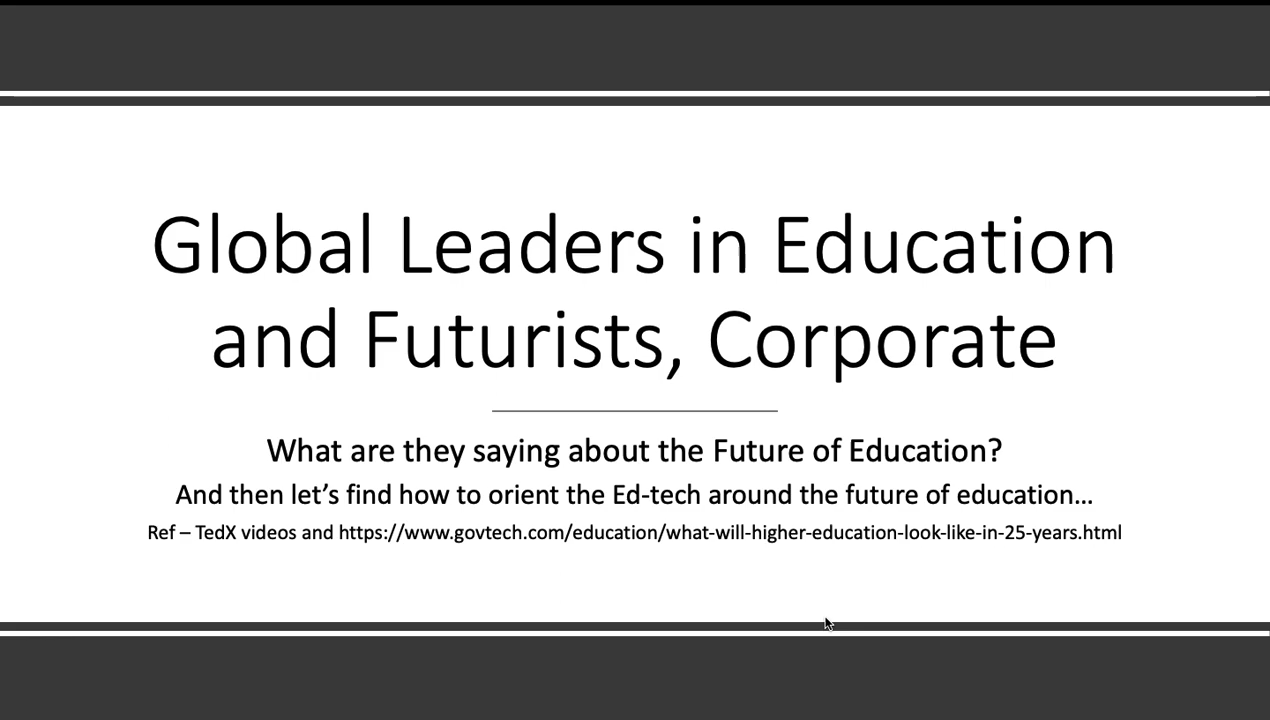 Global Leaders in Education
and Futurists, Corporate
What are they saying about the Future of Education?
And then let’s find how to orient the Ed-tech around the future of education…
Ref – TedX videos and https://www.govtech.com/education/what-will-higher-education-look-like-in-25-years.html